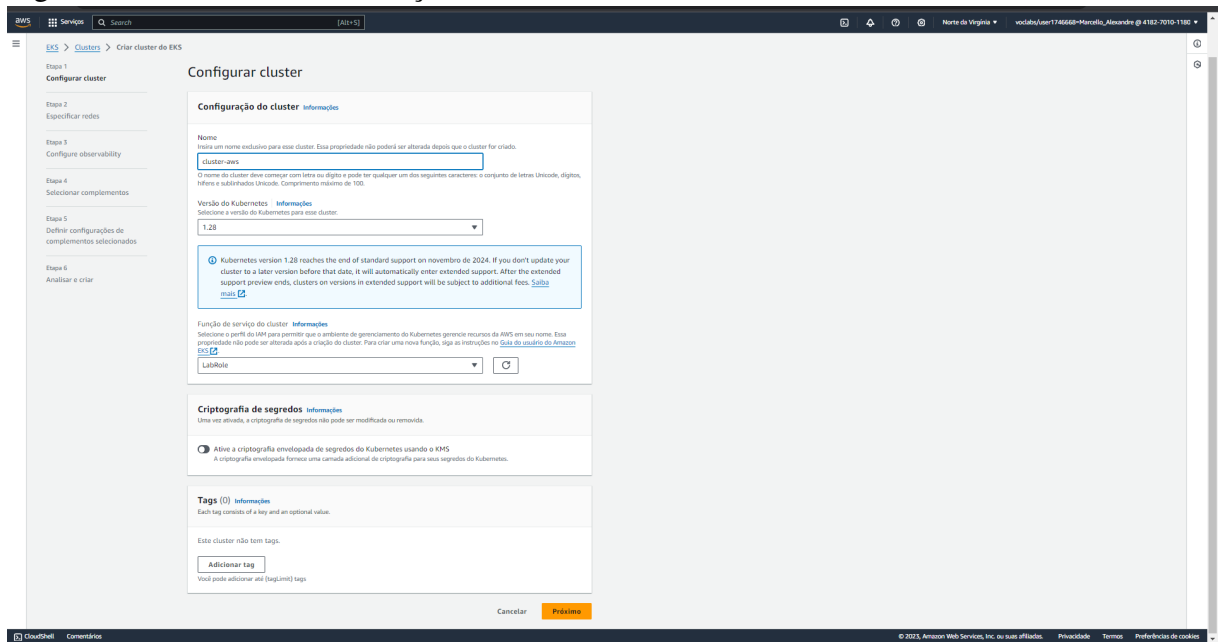 aws
Serviços
Search
[Alt+S]
Norte da Virgínia
voclabs/user1746668=Marcello_Alexandre @ 4182-7010-1180
EKS > Clusters > Criar cluster do EKS
Etapa 1
Configurar cluster
Etapa 2
Especificar redes
Etapa 3
Configure observability
Etapa 4
Selecionar complementos
Etapa 5
Definir configurações de
complementos selecionados
Etapa 6
Analisar e criar
Configurar cluster
Configuração do cluster Informações
Nome
Insira um nome exclusivo para esse cluster. Essa propriedade não poderá ser alterada depois que o cluster for criado.
cluster-aws
O nome do cluster deve começar com letra ou dígito e pode ter qualquer um dos seguintes caracteres: o conjunto de letras Unicode, dígitos,
hifens e sublinhados Unicode. Comprimento máximo de 100.
Versão do Kubernetes Informações
Selecione a versão do Kubernetes para esse cluster.
1.28
Kubernetes version 1.28 reaches the end of standard support on novembro de 2024. If you don't update your
cluster to a later version before that date, it will automatically enter extended support. After the extended
support preview ends, clusters on versions in extended support will be subject to additional fees. Saiba
mais
Função de serviço do cluster Informações
Selecione o perfil do IAM para permitir que o ambiente de gerenciamento do Kubernetes gerencie recursos da AWS em seu nome. Essa
propriedade não pode ser alterada após a criação do cluster. Para criar uma nova função, siga as instruções no Guia do usuário do Amazon
EKS
LabRole
Criptografia de segredos Informações
Uma vez ativada, a criptografia de segredos não pode ser modificada ou removida.
Ative a criptografia envelopada de segredos do Kubernetes usando o KMS
A criptografia envelopada fornece uma camada adicional de criptografia para seus segredos do Kubernetes.
Tags (0) Informações
Each tag consists of a key and an optional value.
Este cluster não tem tags.
Adicionar tag
Você pode adicionar até {tagLimit} tags
Cancelar
Próximo
CloudShell
Comentários
© 2023, Amazon Web Services, Inc. ou suas afiliadas.
Privacidade
Termos
Preferências de cookies